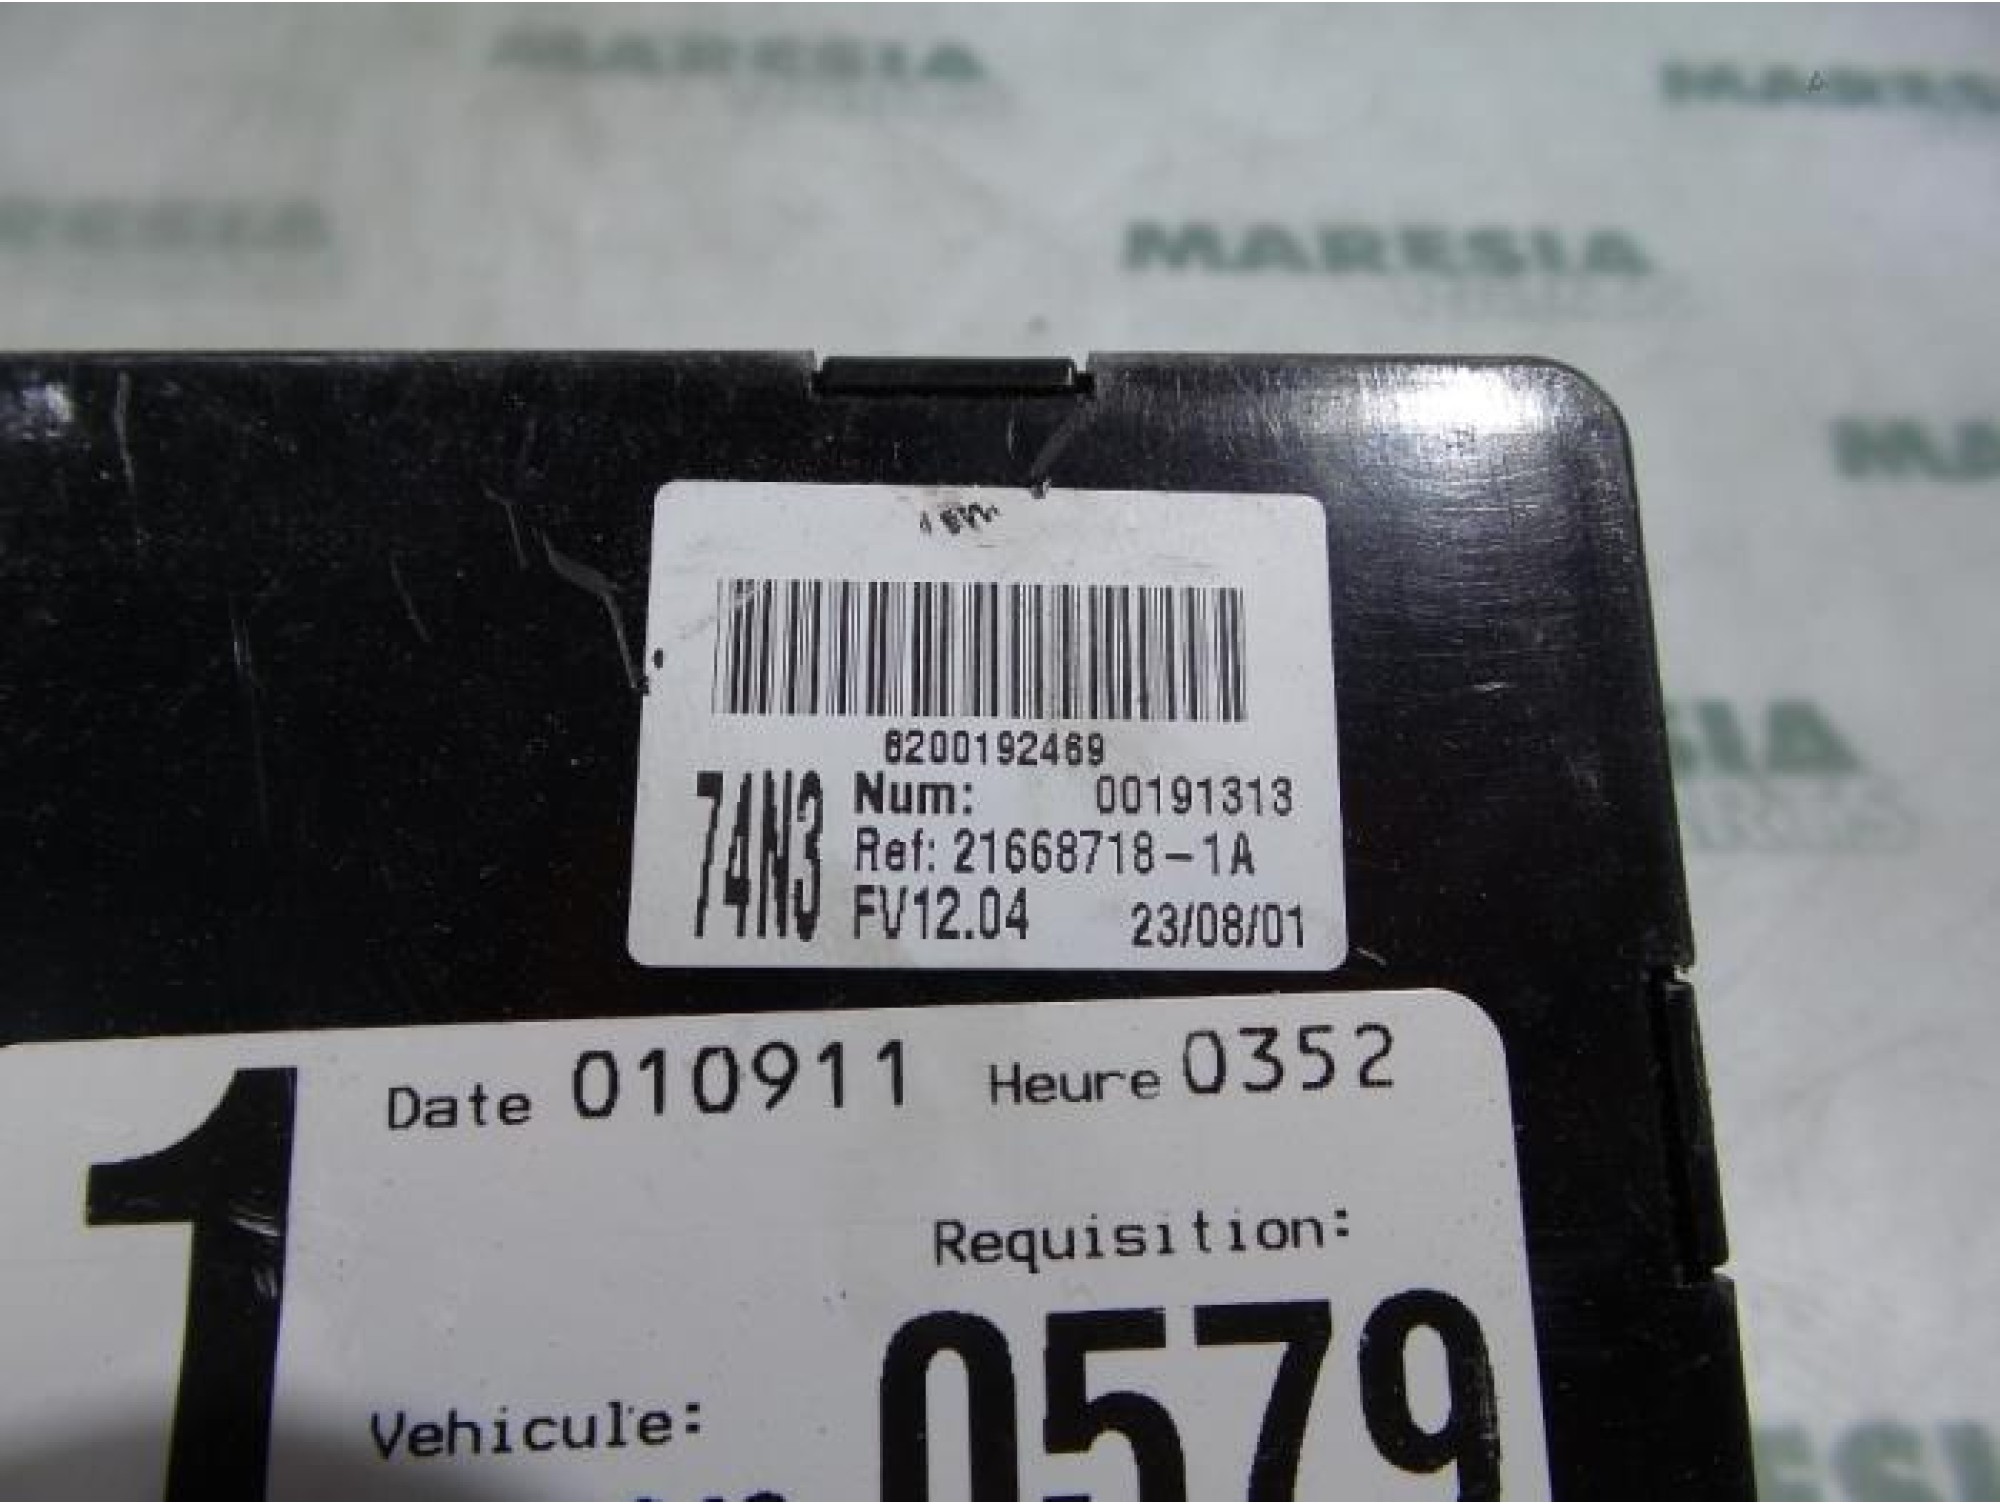 MARESIA
MARESIA
8200192469
74N3
Num: 00191313
Ref: 21668718-1A
FV12.04 23/08/01
1
Date 010911 Heure 0352
Requisition:
0579
Vehicule: